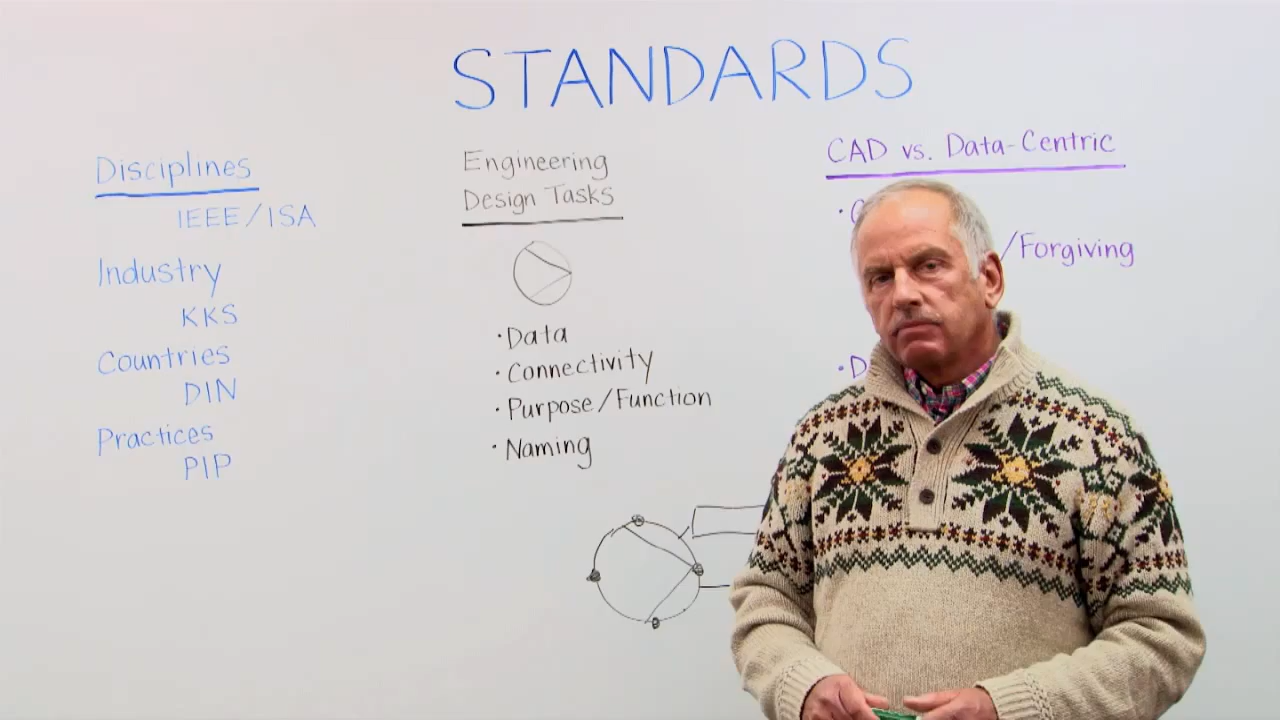 STANDARDS
Disciplines
IEEE/ISA
Industry
KKS
Countries
DIN
Practices
PIP
Engineering
Design Tasks
• Data
• Connectivity
• Purpose/Function
• Naming
CAD vs. Data-Centric
/Forgiving